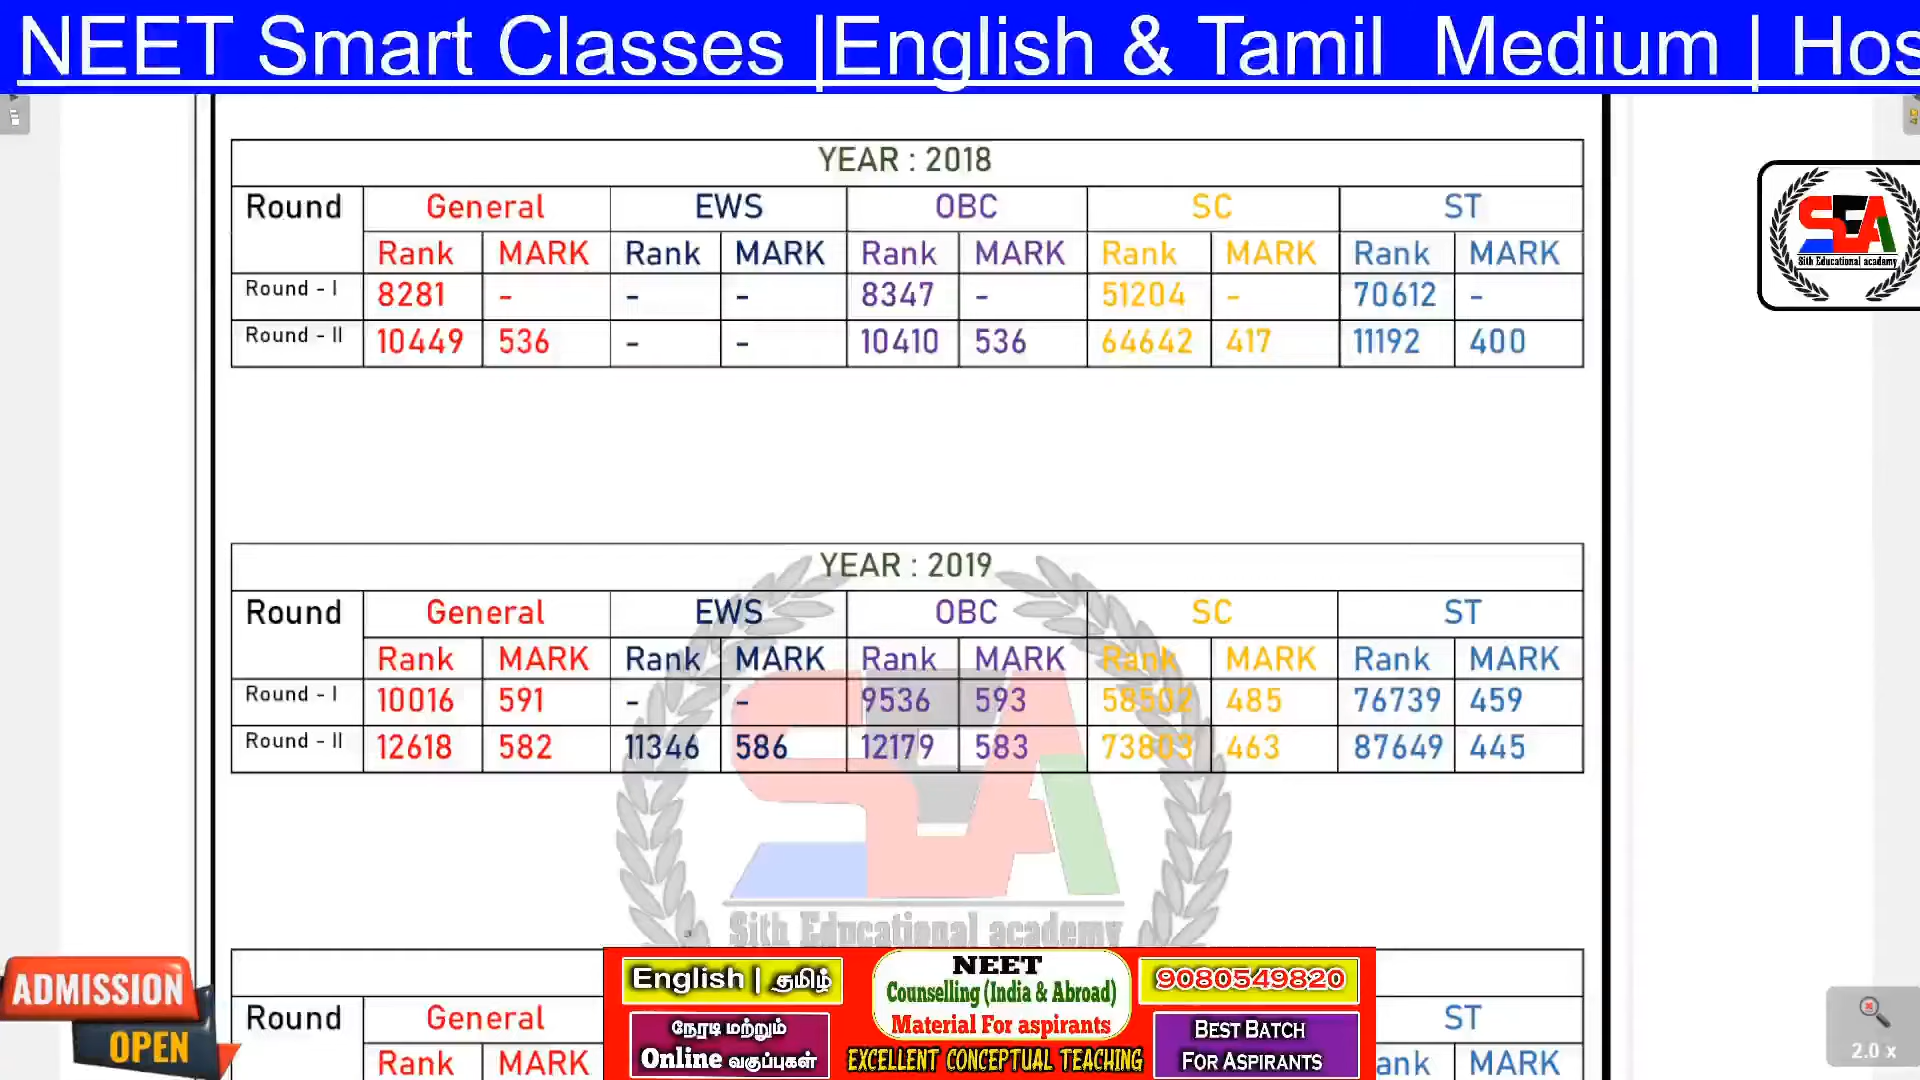 NEET Smart Classes |English & Tamil Medium | Hos
YEAR : 2018
Round General EWS OBC SC ST
Rank MARK Rank MARK Rank MARK Rank MARK Rank MARK
Round - I 8281 - - - 8347 - 51204 - 70612 -
Round - II 10449 536 - - 10410 536 64642 417 11192 400
Sith Educational academy
YEAR : 2019
Round General EWS OBC SC ST
Rank MARK Rank MARK Rank MARK Rank MARK Rank MARK
Round - I 10016 591 - - 9536 593 58502 485 76739 459
Round - II 12618 582 11346 586 12179 583 73803 463 87649 445
SEA
Sith Educational academy
Round General ST
Rank MARK ank MARK
ADMISSION
OPEN
English | தமிழ்
நேரடி மற்றும்
Online வகுப்புகள்
NEET
Counselling (India & Abroad)
Material For aspirants
EXCELLENT CONCEPTUAL TEACHING
9080549820
BEST BATCH
FOR ASPIRANTS
2.0 x